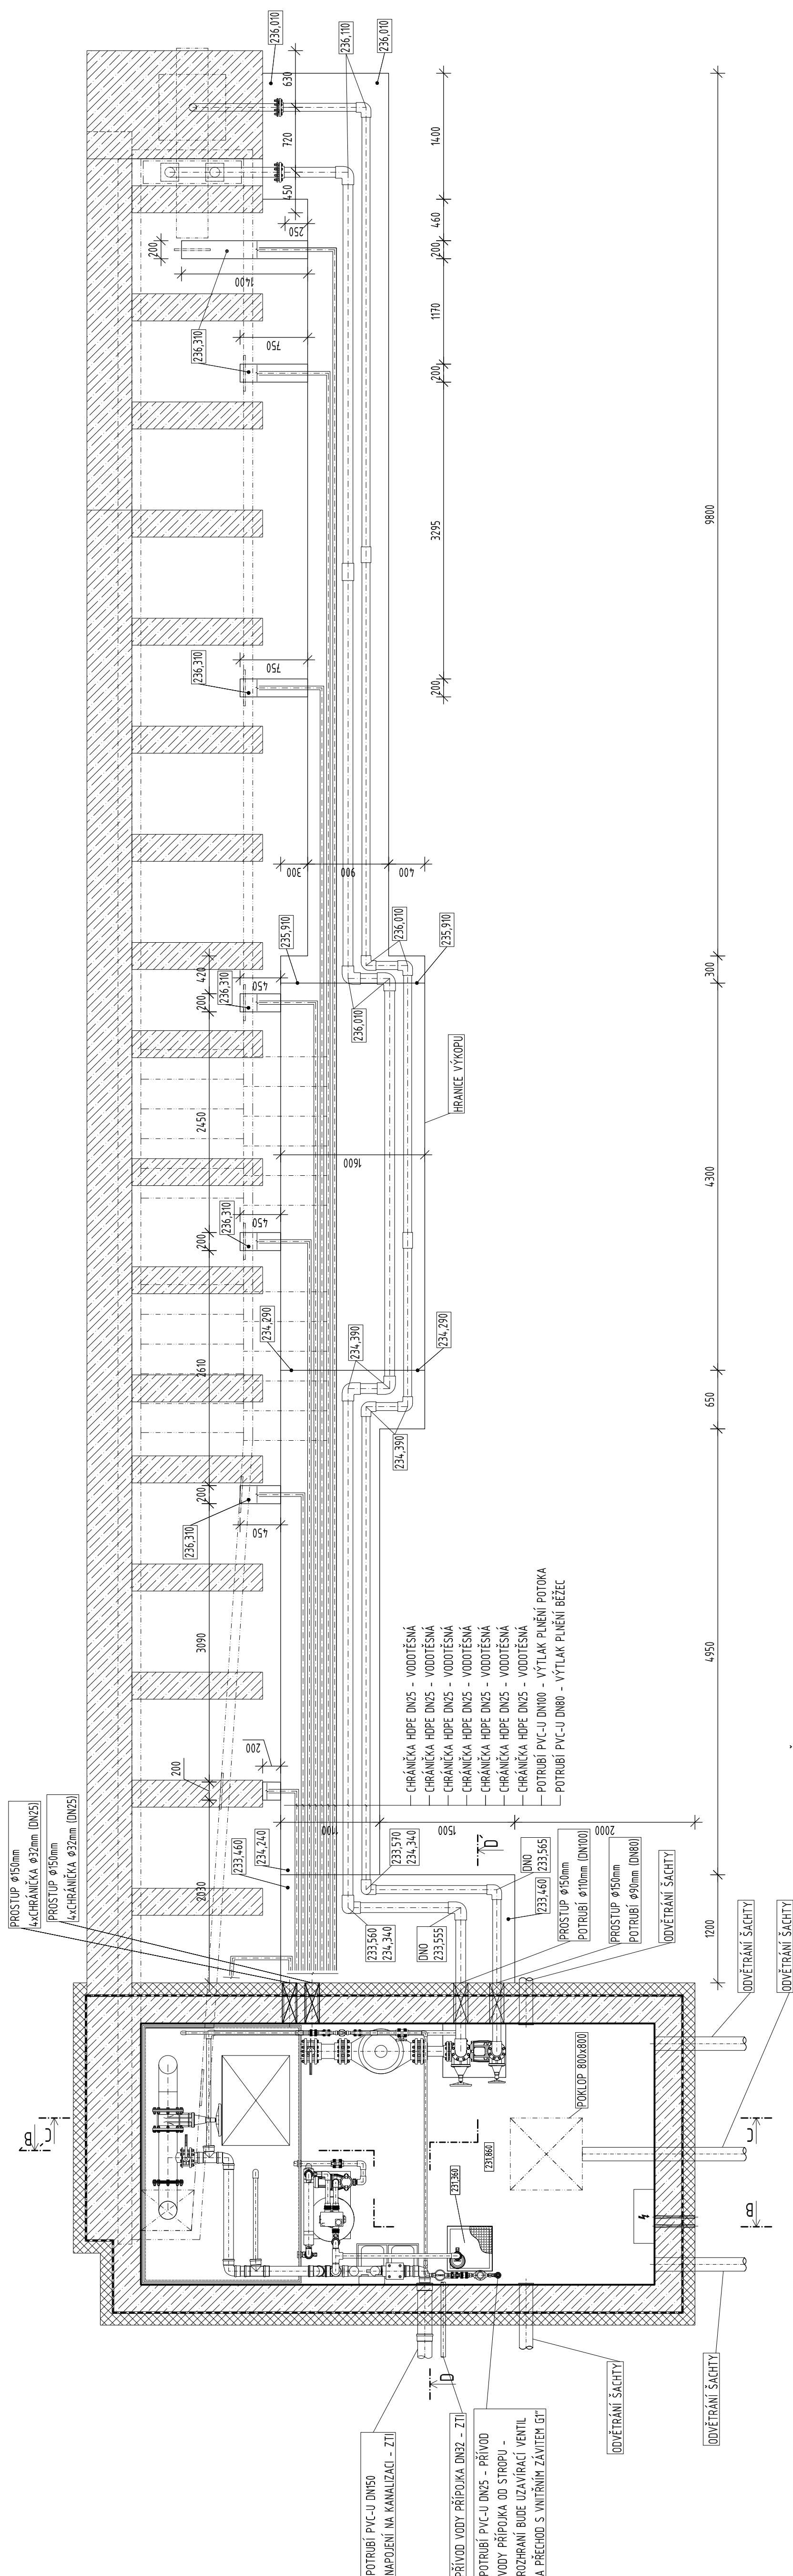 236,010
236,110
236,010
630
720
450
250
200
1400
236,310
750
1400
460
200
1170
200
3295
200
9800
236,310
750
300
900
400
235,910
236,010
235,910
420
200
236,310
450
236,010
HRANICE VÝKOPU
300
2450
1600
4300
200
236,310
450
234,290
234,390
234,290
2610
650
234,390
200
236,310
450
3090
4950
200
200
CHRÁNIČKA HDPE DN25 - VODOTĚSNÁ
CHRÁNIČKA HDPE DN25 - VODOTĚSNÁ
CHRÁNIČKA HDPE DN25 - VODOTĚSNÁ
CHRÁNIČKA HDPE DN25 - VODOTĚSNÁ
CHRÁNIČKA HDPE DN25 - VODOTĚSNÁ
CHRÁNIČKA HDPE DN25 - VODOTĚSNÁ
CHRÁNIČKA HDPE DN25 - VODOTĚSNÁ
POTRUBÍ PVC-U DN100 - VÝTLAK PLNĚNÍ POTOKA
POTRUBÍ PVC-U DN80 - VÝTLAK PLNĚNÍ BĚŽEC
PROSTUP Ø150mm
4xCHRÁNIČKA Ø32mm (DN25)
PROSTUP Ø150mm
4xCHRÁNIČKA Ø32mm (DN25)
1100
1500
2000
D'
233,460
234,240
2030
233,570
234,340
DNO
233,565
233,460
233,560
234,340
DNO
233,555
PROSTUP Ø150mm
POTRUBÍ Ø110mm (DN100)
PROSTUP Ø150mm
POTRUBÍ Ø90mm (DN80)
ODVĚTRÁNÍ ŠACHTY
1200
ODVĚTRÁNÍ ŠACHTY
ODVĚTRÁNÍ ŠACHTY
B'
C'
POKLOP 800x800
231,860
231,360
C
B
D
ODVĚTRÁNÍ ŠACHTY
ODVĚTRÁNÍ ŠACHTY
POTRUBÍ PVC-U DN150
NAPOJENÍ NA KANALIZACI - ZTI
PŘÍVOD VODY PŘÍPOJKA DN32 - ZTI
POTRUBÍ PVC-U DN25 - PŘÍVOD
VODY PŘÍPOJKA OD STROPU -
ROZHRANÍ BUDE UZAVÍRACÍ VENTIL
A PŘECHOD S VNITŘNÍM ZÁVITEM G1"